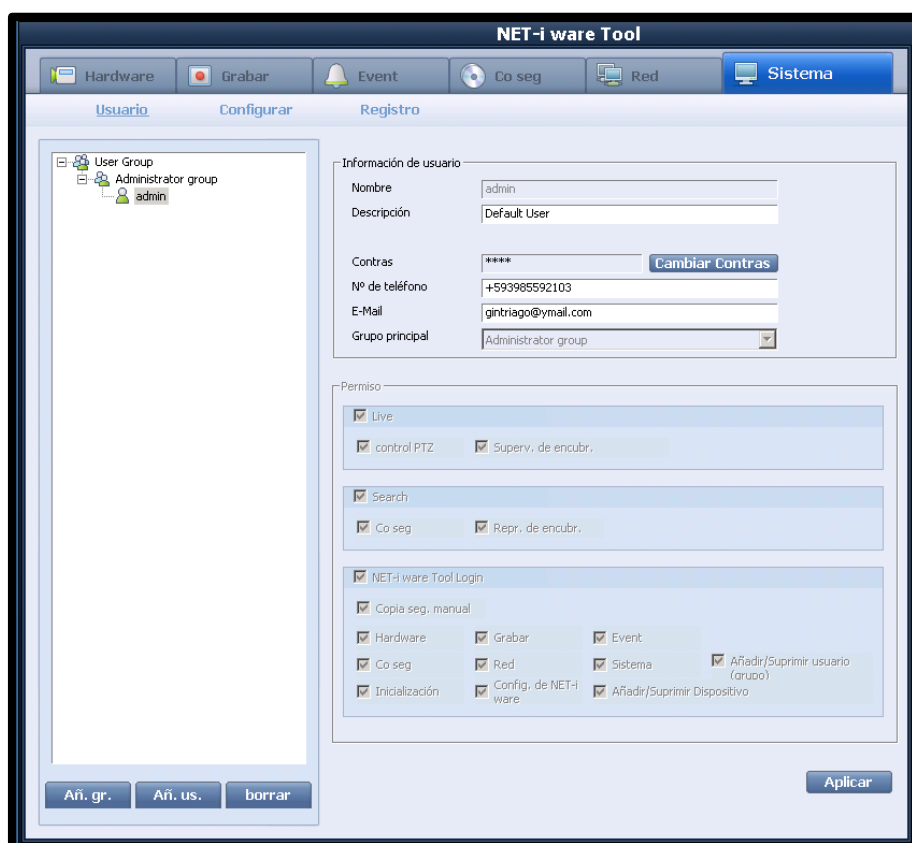 NET-i ware Tool
Hardware Grabar Event Co seg Red Sistema
Usuario Configurar Registro
User Group
Administrator group
admin
Información de usuario
Nombre admin
Descripción Default User
Contras **** Cambiar Contras
Nº de teléfono +593985592103
E-Mail gintriago@ymail.com
Grupo principal Administrator group
Permiso
Live
control PTZ Superv. de encubr.
Search
Co seg Repr. de encubr.
NET-i ware Tool Login
Copia seg. manual
Hardware Grabar Event
Co seg Red Sistema Añadir/Suprimir usuario (grupo)
Inicialización Config. de NET-i ware Añadir/Suprimir Dispositivo
Añ. gr. Añ. us. borrar
Aplicar